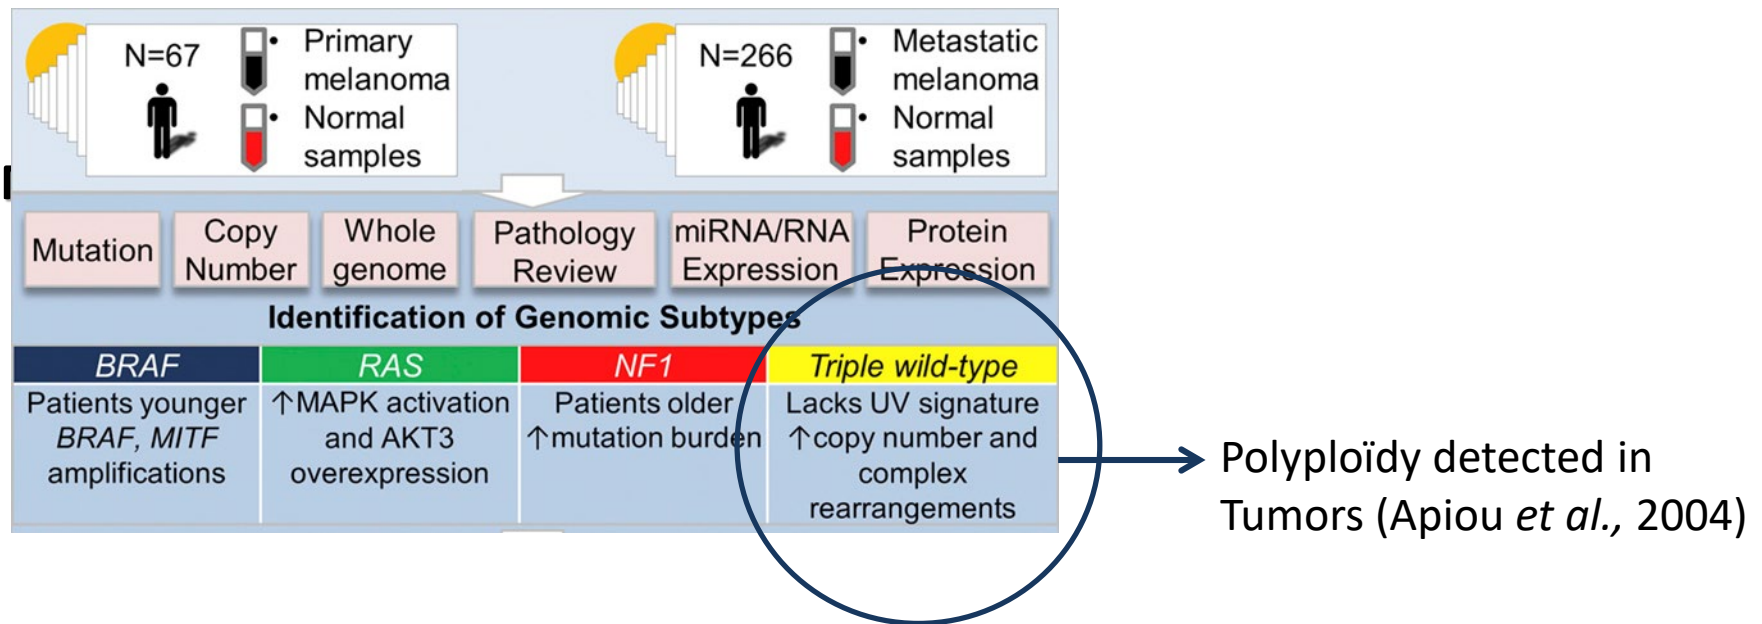 N=67
• Primary
melanoma
• Normal
samples
N=266
• Metastatic
melanoma
• Normal
samples
Mutation
Copy
Number
Whole
genome
Pathology
Review
miRNA/RNA
Expression
Protein
Expression
Identification of Genomic Subtypes
BRAF
Patients younger
BRAF, MITF
amplifications
RAS
↑MAPK activation
and AKT3
overexpression
NF1
Patients older
↑mutation burden
Triple wild-type
Lacks UV signature
↑copy number and
complex
rearrangements
Polyploïdy detected in
Tumors (Apiou et al., 2004)